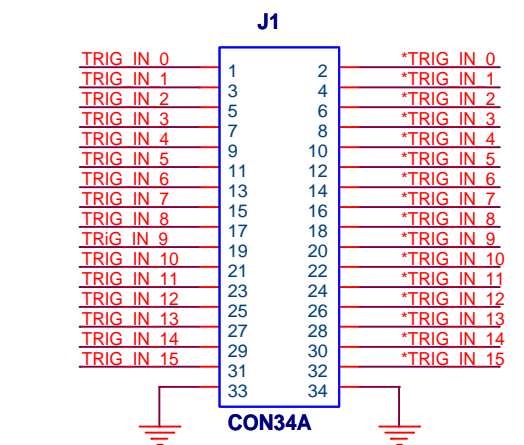 J1
TRIG_IN_0 1 2 *TRIG_IN_0
TRIG_IN_1 3 4 *TRIG_IN_1
TRIG_IN_2 5 6 *TRIG_IN_2
TRIG_IN_3 7 8 *TRIG_IN_3
TRIG_IN_4 9 10 *TRIG_IN_4
TRIG_IN_5 11 12 *TRIG_IN_5
TRIG_IN_6 13 14 *TRIG_IN_6
TRIG_IN_7 15 16 *TRIG_IN_7
TRIG_IN_8 17 18 *TRIG_IN_8
TRiG_IN_9 19 20 *TRIG_IN_9
TRIG_IN_10 21 22 *TRIG_IN_10
TRIG_IN_11 23 24 *TRIG_IN_11
TRIG_IN_12 25 26 *TRIG_IN_12
TRIG_IN_13 27 28 *TRIG_IN_13
TRIG_IN_14 29 30 *TRIG_IN_14
TRIG_IN_15 31 32 *TRIG_IN_15
33 34
CON34A